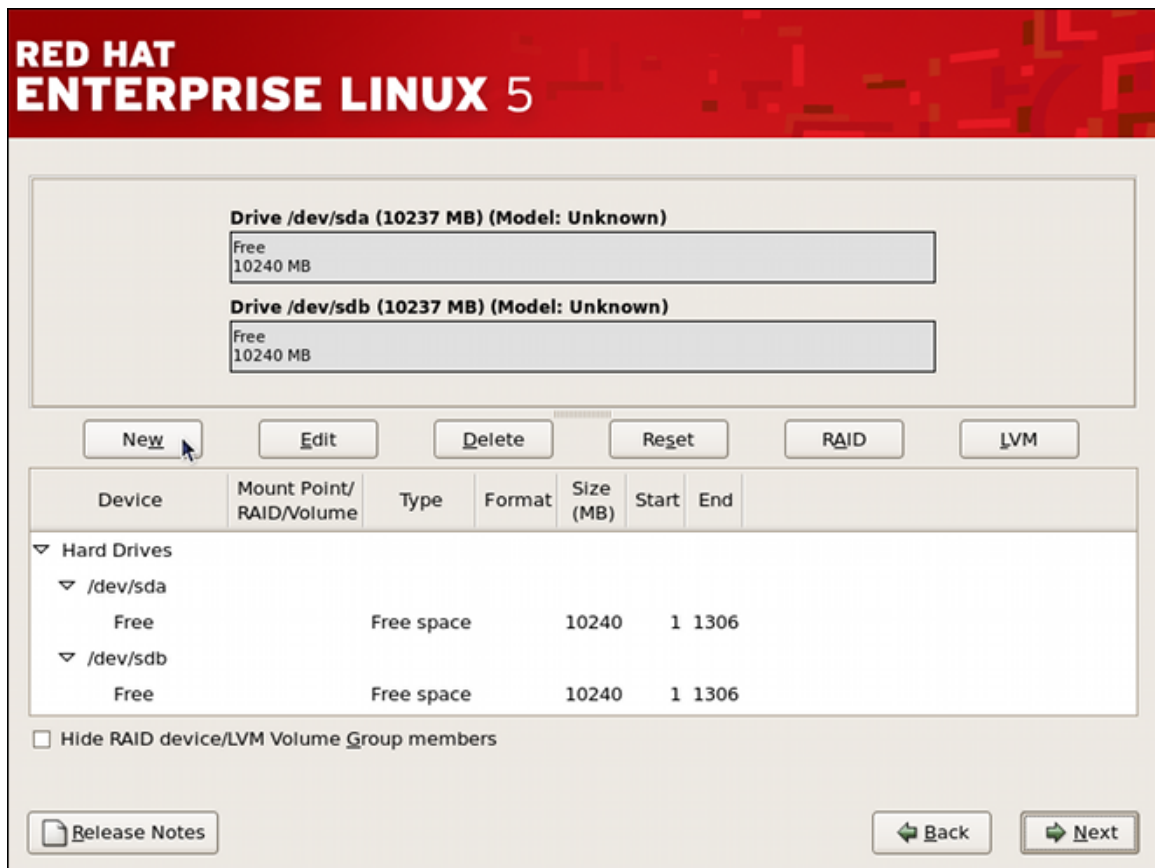 RED HAT
ENTERPRISE LINUX 5
Drive /dev/sda (10237 MB) (Model: Unknown)
Free
10240 MB
Drive /dev/sdb (10237 MB) (Model: Unknown)
Free
10240 MB
New Edit Delete Reset RAID LVM
Device Mount Point/ RAID/Volume Type Format Size (MB) Start End
Hard Drives
/dev/sda
Free Free space 10240 1 1306
/dev/sdb
Free Free space 10240 1 1306
Hide RAID device/LVM Volume Group members
Release Notes Back Next